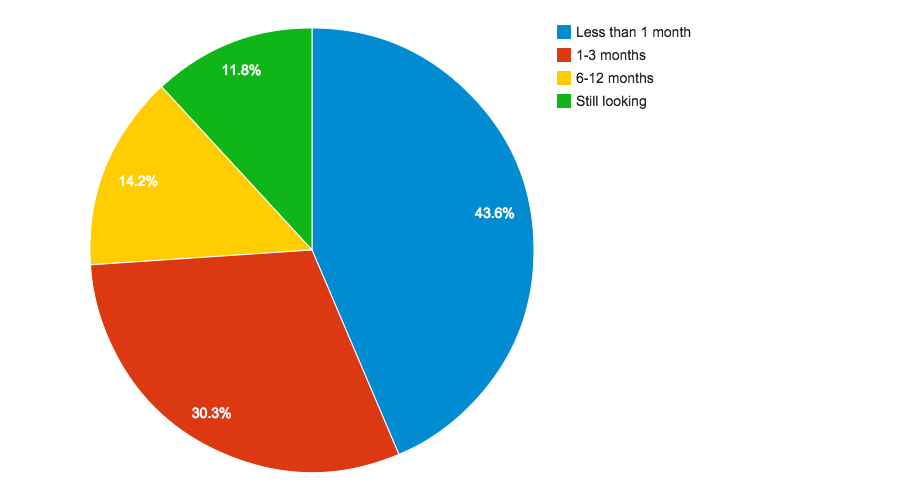 Less than 1 month
1-3 months
6-12 months
Still looking
11.8%
14.2%
43.6%
30.3%